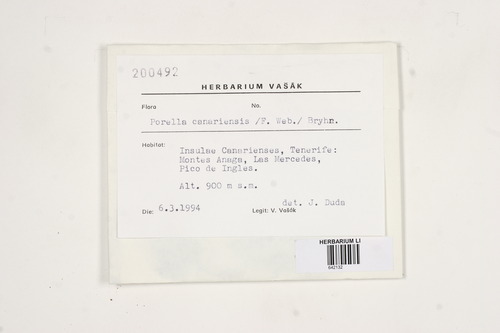 200492
HERBARIUM VAŠÁK
Flora No.
Porella canariensis /F. Web./ Bryhn.
Habitat:
Insulae Canarienses, Tenerife:
Montes Anaga, Las Mercedes,
Pico de Ingles.
Alt. 900 m s.m.
det. J. Duda
Die: 6.3.1994 Legit: V. Vašák
HERBARIUM LI
642132